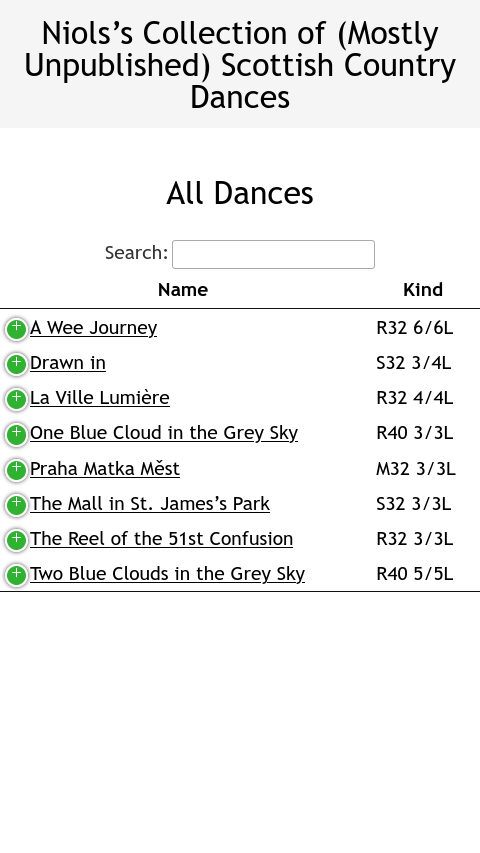 Niols’s Collection of (Mostly
Unpublished) Scottish Country
Dances
All Dances
Search:
Name Kind
A Wee Journey R32 6/6L
Drawn in S32 3/4L
La Ville Lumière R32 4/4L
One Blue Cloud in the Grey Sky R40 3/3L
Praha Matka Měst M32 3/3L
The Mall in St. James’s Park S32 3/3L
The Reel of the 51st Confusion R32 3/3L
Two Blue Clouds in the Grey Sky R40 5/5L